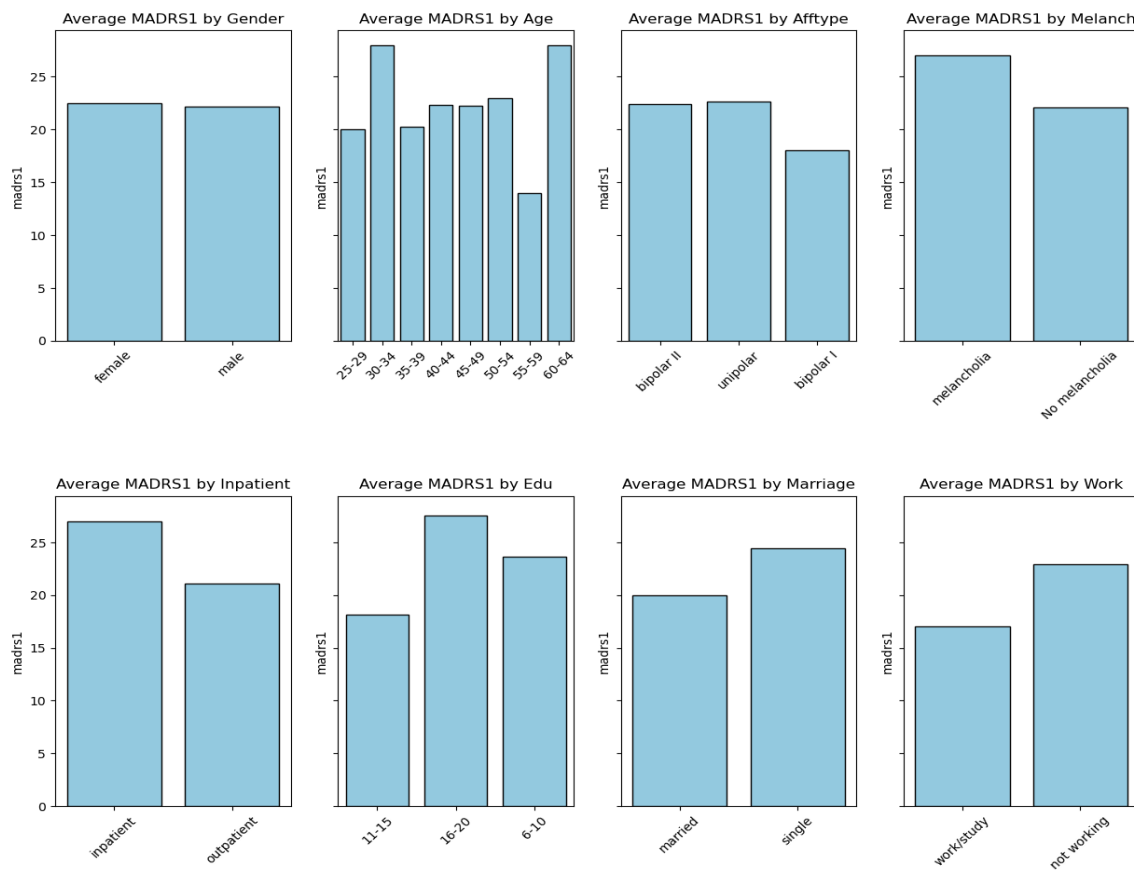 Average MADRS1 by Gender
madrs1
25
20
15
10
5
0
female
male
Average MADRS1 by Age
madrs1
25-29
30-34
35-39
40-44
45-49
50-54
55-59
60-64
Average MADRS1 by Afftype
madrs1
bipolar II
unipolar
bipolar I
Average MADRS1 by Melanch
madrs1
melancholia
No melancholia
Average MADRS1 by Inpatient
madrs1
25
20
15
10
5
0
inpatient
outpatient
Average MADRS1 by Edu
madrs1
11-15
16-20
6-10
Average MADRS1 by Marriage
madrs1
married
single
Average MADRS1 by Work
madrs1
work/study
not working